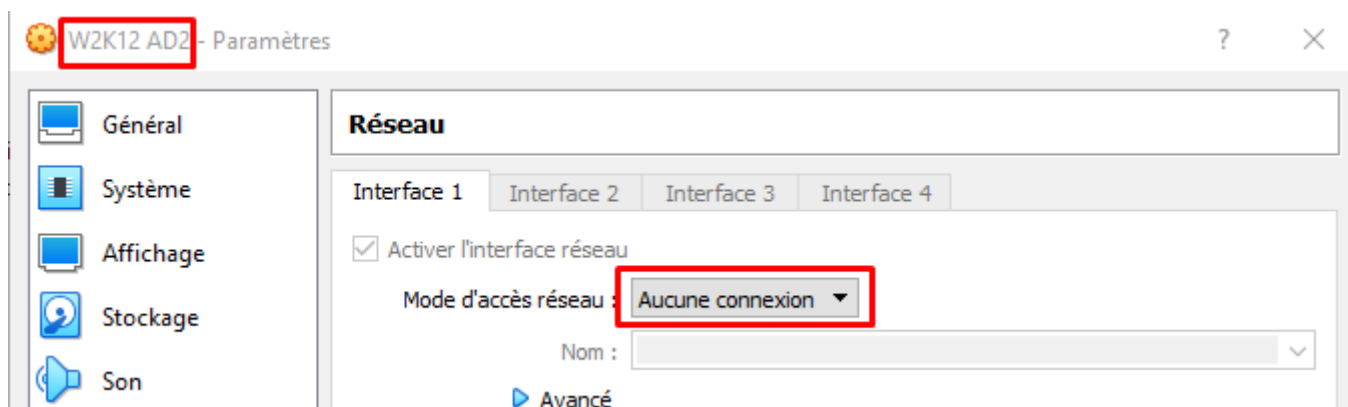 W2K12 AD2 - Paramètres ? ×
Général
Réseau
Système
Interface 1 Interface 2 Interface 3 Interface 4
Affichage
Activer l'interface réseau
Mode d'accès réseau : Aucune connexion
Stockage
Nom :
Son
Avancé